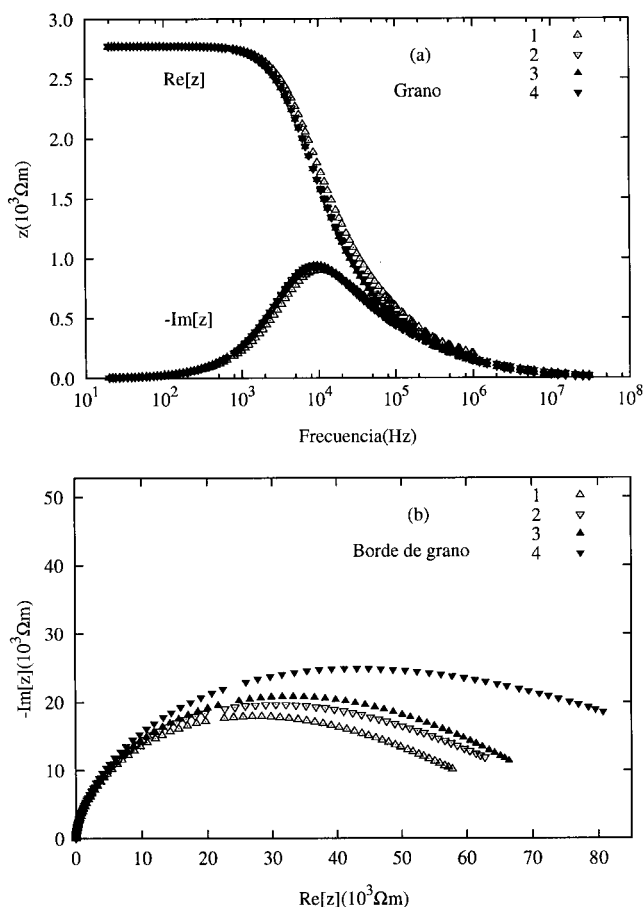 3.0
2.5
2.0
1.5
1.0
0.5
0.0
z(10³Ωm)
Re[z]
-Im[z]
(a)
Grano
1
2
3
4
10¹ 10² 10³ 10⁴ 10⁵ 10⁶ 10⁷ 10⁸
Frecuencia(Hz)
50
40
30
20
10
0
-Im[z](10³Ωm)
(b)
Borde de grano
1
2
3
4
0 10 20 30 40 50 60 70 80
Re[z](10³Ωm)